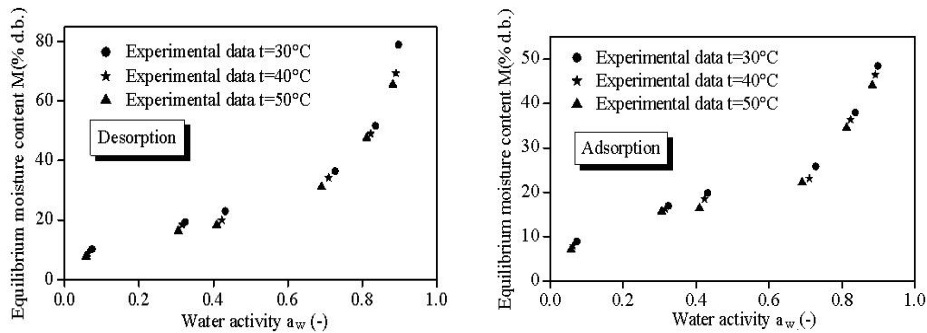 Equilibrium moisture content M(% d.b.)
80
60
40
20
0
Experimental data t=30°C
Experimental data t=40°C
Experimental data t=50°C
Desorption
0.0 0.2 0.4 0.6 0.8 1.0
Water activity aw (-)
Equilibrium moisture content M(% d.b.)
50
40
30
20
10
0
Experimental data t=30°C
Experimental data t=40°C
Experimental data t=50°C
Adsorption
0.0 0.2 0.4 0.6 0.8 1.0
Water activity aw (-)